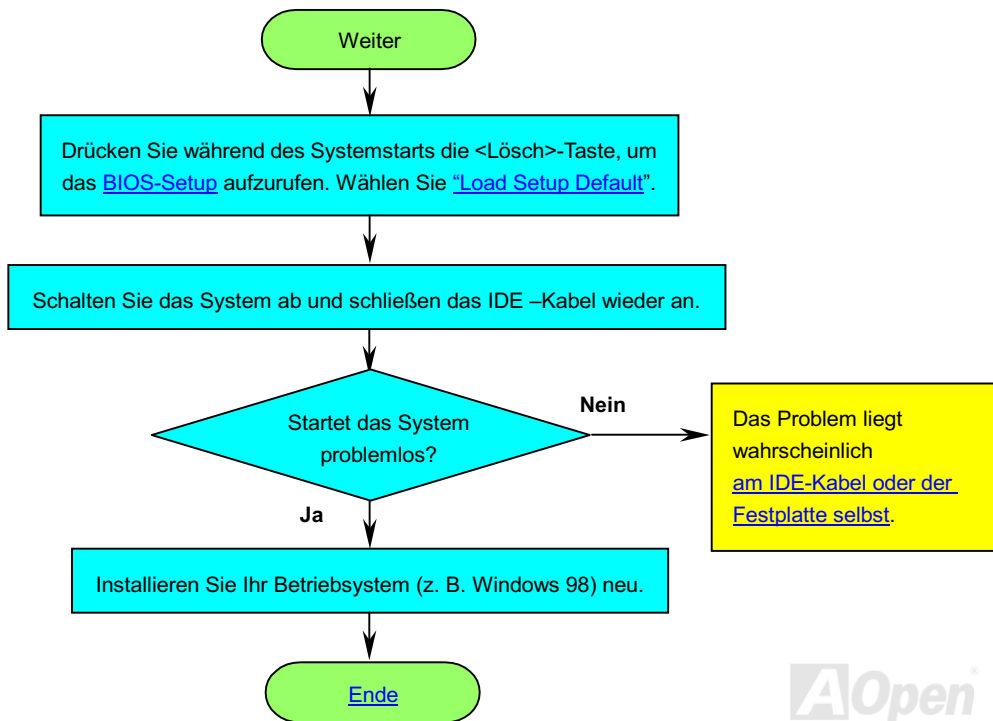 Weiter
Drücken Sie während des Systemstarts die <Lösch>-Taste, um
das BIOS-Setup aufzurufen. Wählen Sie “Load Setup Default”.
Schalten Sie das System ab und schließen das IDE –Kabel wieder an.
Startet das System
problemlos?
Nein
Das Problem liegt
wahrscheinlich
am IDE-Kabel oder der
Festplatte selbst.
Ja
Installieren Sie Ihr Betriebsystem (z. B. Windows 98) neu.
Ende
AOpen®